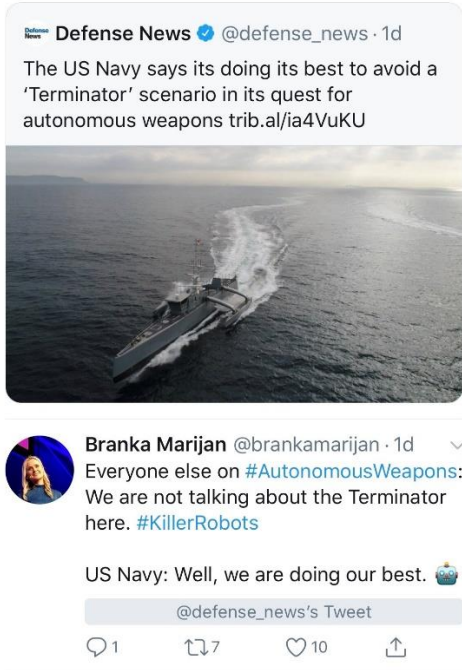 Defense News
Defense News @defense_news · 1d
The US Navy says its doing its best to avoid a
‘Terminator’ scenario in its quest for
autonomous weapons trib.al/ia4VuKU
Branka Marijan @brankamarijan · 1d
Everyone else on #AutonomousWeapons:
We are not talking about the Terminator
here. #KillerRobots
US Navy: Well, we are doing our best. 🤖
@defense_news's Tweet
1 7 10